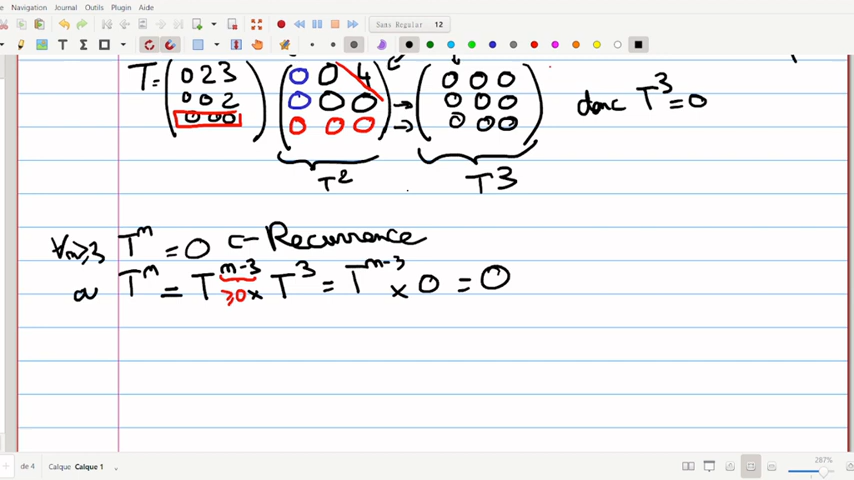 Navigation Outils Plugin Aide
Sans Regular 12
T = ( 0 2 3 ( 0 0 4 ( 0 0 0
0 0 2 0 0 0 → 0 0 0 donc T³ = 0
0 0 0 ) 0 0 0 ) → 0 0 0 )
T² T³
∀n≥3 Tⁿ = 0 ← Recurrence
ou Tⁿ = Tⁿ⁻³ × T³ = Tⁿ⁻³ × 0 = 0
≥0
de 4 Calque Calque 1 287%